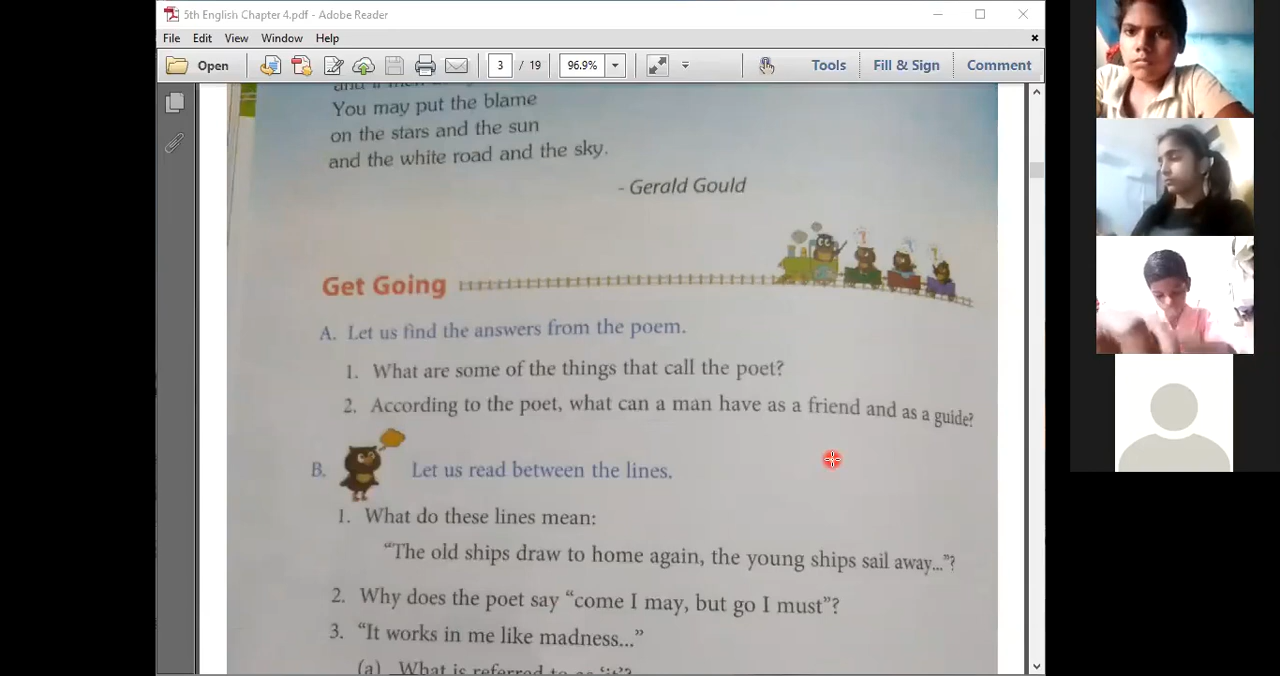 5th English Chapter 4.pdf - Adobe Reader
File Edit View Window Help
Open 3 / 19 96.9% Tools Fill & Sign Comment
You may put the blame
on the stars and the sun
and the white road and the sky.
- Gerald Gould
Get Going
A. Let us find the answers from the poem.
1. What are some of the things that call the poet?
2. According to the poet, what can a man have as a friend and as a guide?
B. Let us read between the lines.
1. What do these lines mean:
“The old ships draw to home again, the young ships sail away...”?
2. Why does the poet say “come I may, but go I must”?
3. “It works in me like madness...”
(a) What is referred to as ‘it’?